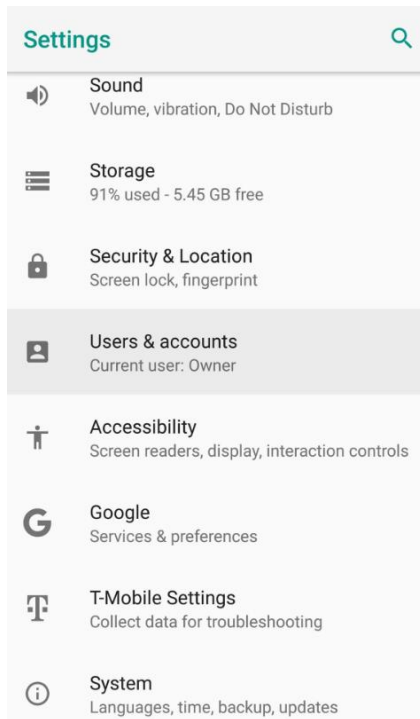 Settings
Sound
Volume, vibration, Do Not Disturb
Storage
91% used - 5.45 GB free
Security & Location
Screen lock, fingerprint
Users & accounts
Current user: Owner
Accessibility
Screen readers, display, interaction controls
Google
Services & preferences
T-Mobile Settings
Collect data for troubleshooting
System
Languages, time, backup, updates